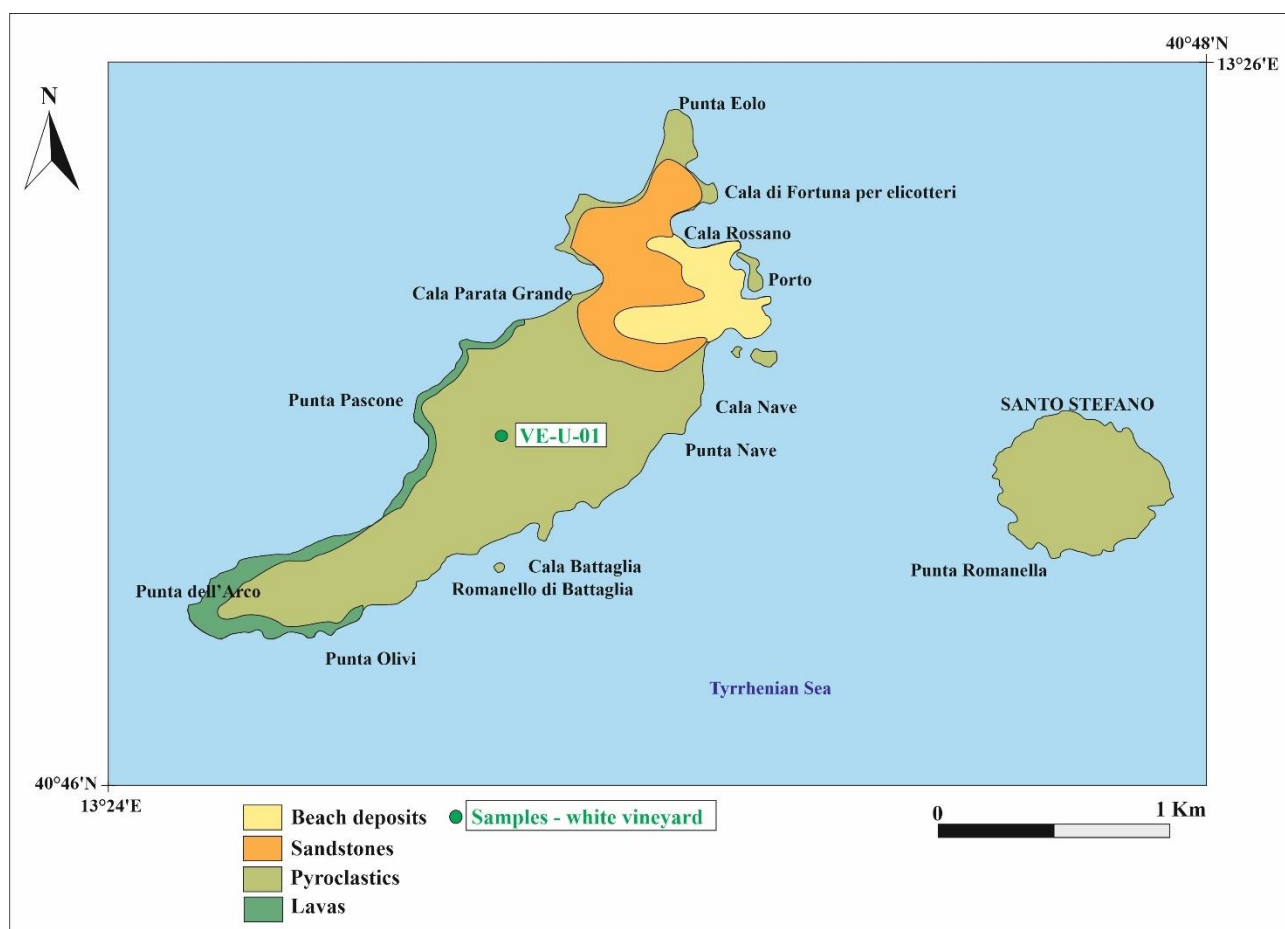 40°48'N
13°26'E
N
Punta Eolo
Cala di Fortuna per elicotteri
Cala Rossano
Porto
Cala Parata Grande
Punta Pascone
Cala Nave
SANTO STEFANO
VE-U-01
Punta Nave
Cala Battaglia
Punta Romanella
Punta dell'Arco
Romanello di Battaglia
Punta Olivi
Tyrrhenian Sea
40°46'N
13°24'E
Beach deposits
Samples - white vineyard
Sandstones
Pyroclastics
Lavas
0 1 Km